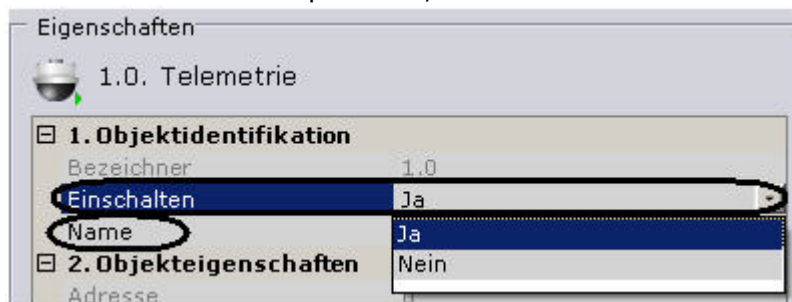 Eigenschaften
1.0. Telemetrie
1. Objektidentifikation
Bezeichner 1.0
Einschalten Ja
Name Ja
2. Objekteigenschaften Nein
Adresse